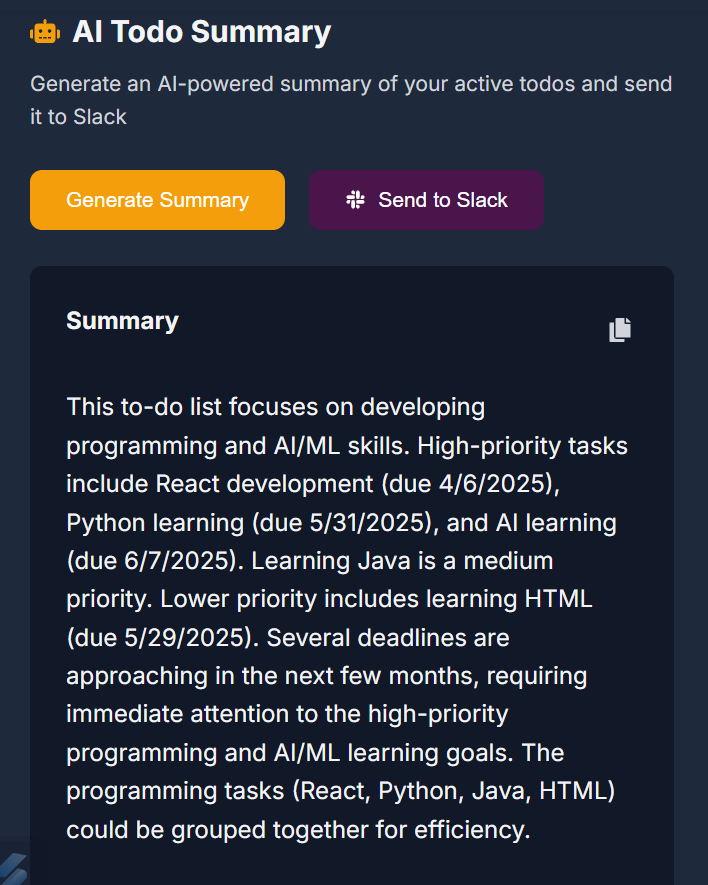 AI Todo Summary
Generate an AI-powered summary of your active todos and send
it to Slack
Generate Summary
Send to Slack
Summary
This to-do list focuses on developing
programming and AI/ML skills. High-priority tasks
include React development (due 4/6/2025),
Python learning (due 5/31/2025), and AI learning
(due 6/7/2025). Learning Java is a medium
priority. Lower priority includes learning HTML
(due 5/29/2025). Several deadlines are
approaching in the next few months, requiring
immediate attention to the high-priority
programming and AI/ML learning goals. The
programming tasks (React, Python, Java, HTML)
could be grouped together for efficiency.